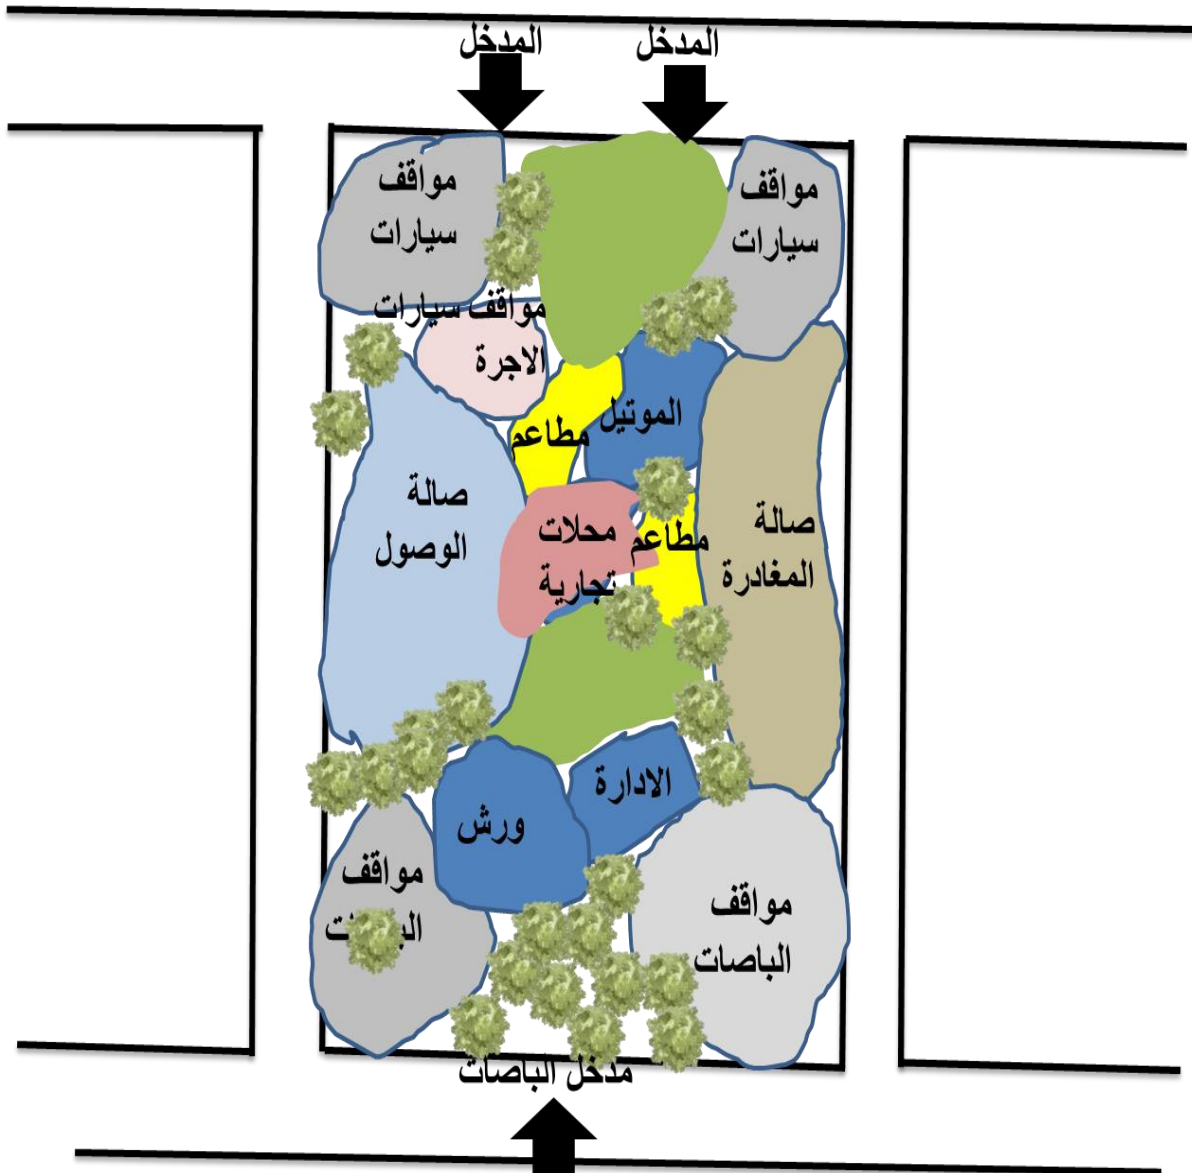 المدخل
المدخل
مواقف
سيارات
مواقف
سيارات
مواقف سيارات
الاجرة
الموتيل
مطاعم
صالة
المغادرة
محلات
تجارية
مطاعم
صالة
الوصول
الادارة
ورش
مواقف
الباصات
مواقف
مدخل الباصات